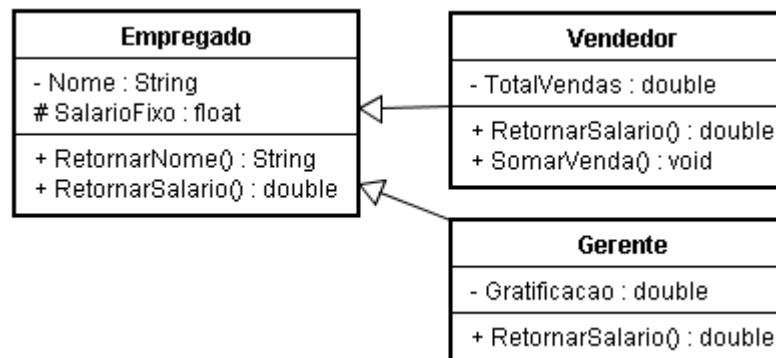 Empregado
- Nome : String
# SalarioFixo : float
+ RetornarNome() : String
+ RetornarSalario() : double
Vendedor
- TotalVendas : double
+ RetornarSalario() : double
+ SomarVenda() : void
Gerente
- Gratificacao : double
+ RetornarSalario() : double